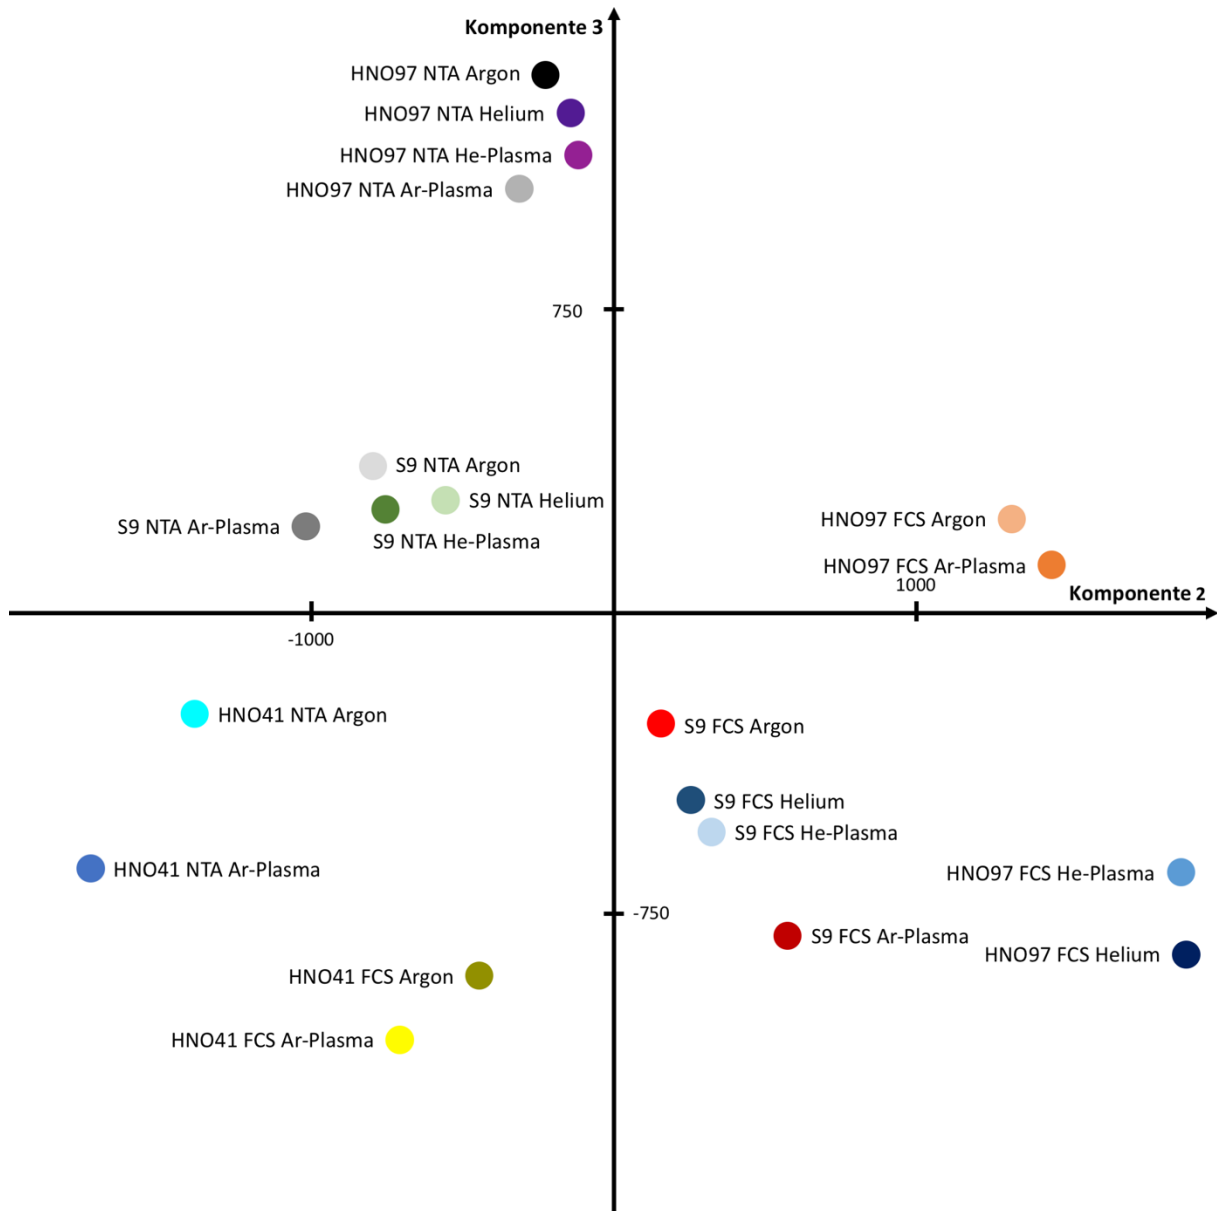 Komponente 3
HNO97 NTA Argon
HNO97 NTA Helium
HNO97 NTA He-Plasma
HNO97 NTA Ar-Plasma
750
S9 NTA Argon
S9 NTA Helium
S9 NTA Ar-Plasma
S9 NTA He-Plasma
HNO97 FCS Argon
HNO97 FCS Ar-Plasma
1000
Komponente 2
-1000
HNO41 NTA Argon
S9 FCS Argon
S9 FCS Helium
S9 FCS He-Plasma
HNO41 NTA Ar-Plasma
HNO97 FCS He-Plasma
-750
S9 FCS Ar-Plasma
HNO97 FCS Helium
HNO41 FCS Argon
HNO41 FCS Ar-Plasma